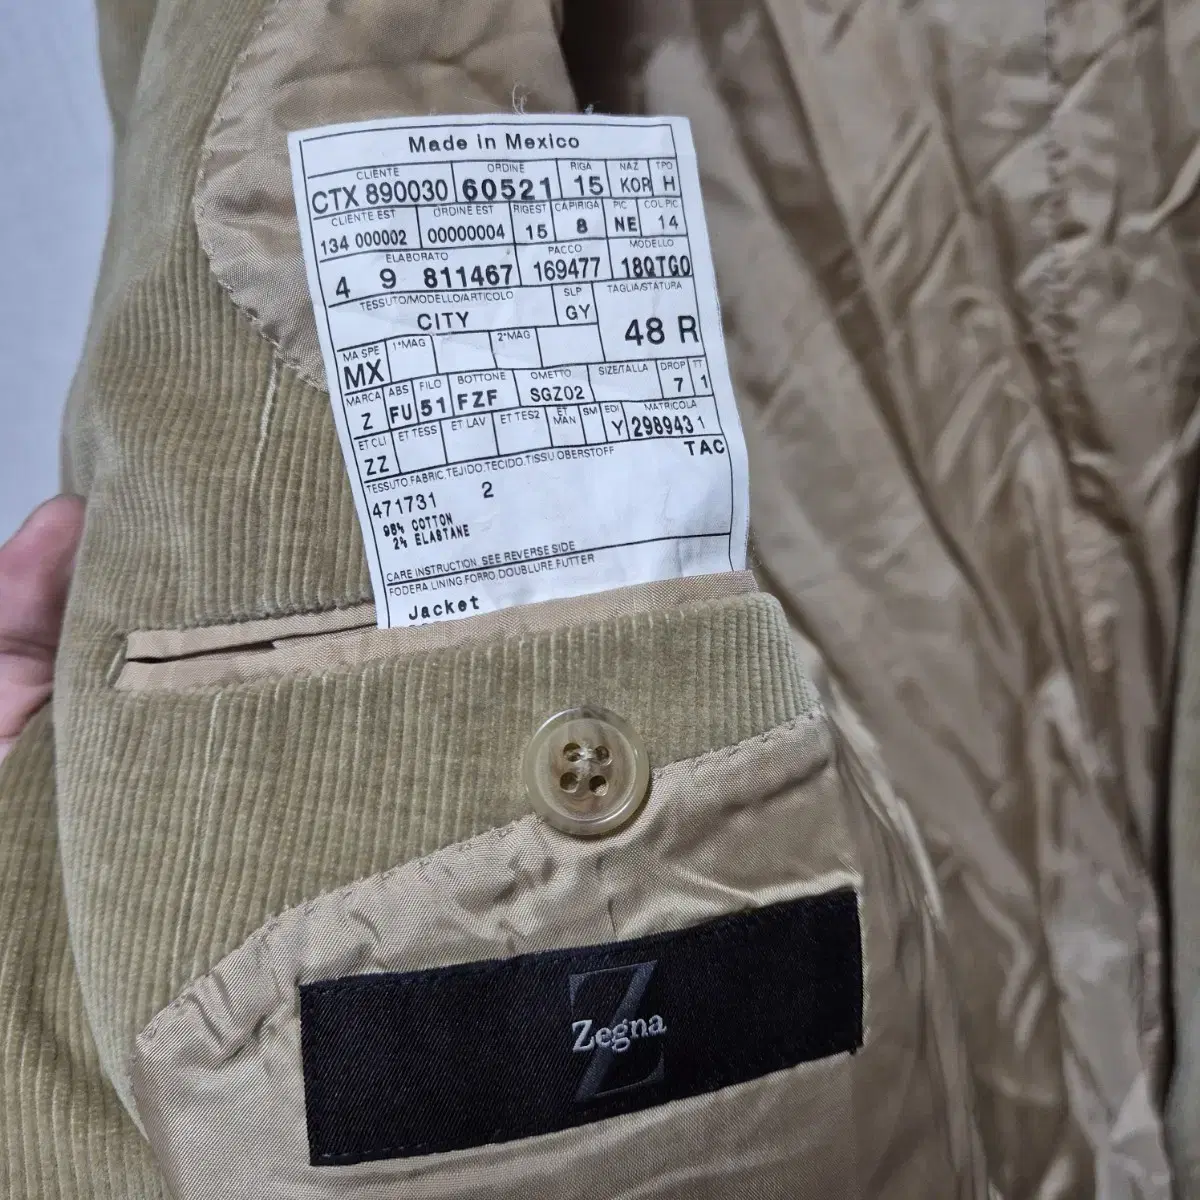 Made in Mexico
CLIENTE ORDINE RIGA NAZ TPO
CTX 890030 60521 15 KOR H
CLIENTE EST ORDINE EST RIGEST CAPIRIGA PIC COL PIC
134 000002 00000004 15 8 NE 14
ELABORATO PACCO MODELLO
4 9 811467 169477 18QTGO
TESSUTO/MODELLO/ARTICOLO SLP TAGLIA/STATURA
CITY GY 48 R
MA SPE 1°MAG 2°MAG
MX
MARCA ABS FILO BOTTONE OMETTO SIZE/TALLA DROP TT
Z FU 51 FZF SGZ02 7 1
ET CLI ET TESS ET LAV ET TES2 ET MAN SM EDI MATRICOLA
ZZ Y 2989431
TAC
TESSUTO.FABRIC.TEJIDO.TECIDO.TISSU.OBERSTOFF
471731 2
98% COTTON
2% ELASTANE
CARE INSTRUCTION SEE REVERSE SIDE
FODERA.LINING.FORRO.DOUBLURE.FUTTER
Jacket
Z
Zegna